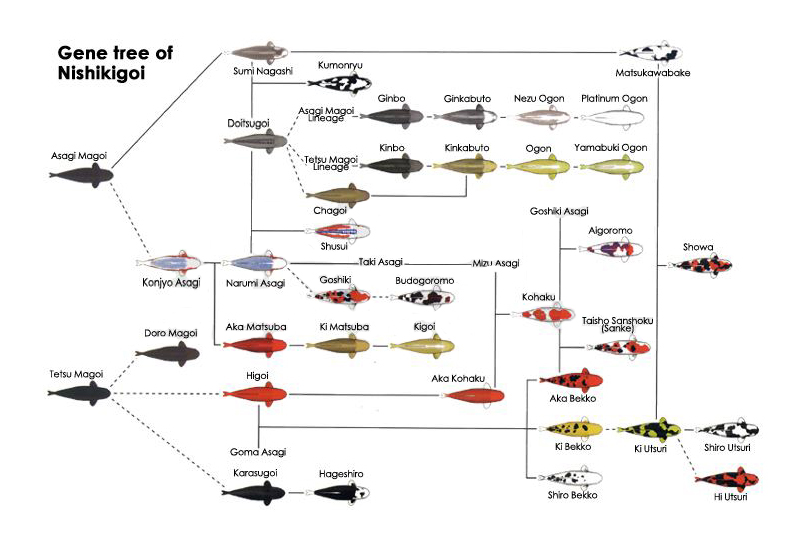 Gene tree of
Nishikigoi
Sumi Nagashi
Matsukawabake
Kumonryu
Ginbo
Ginkabuto
Nezu Ogon
Platinum Ogon
Asagi Magoi
Lineage
Doitsugoi
Kinbo
Kinkabuto
Ogon
Yamabuki Ogon
Tetsu Magoi
Lineage
Asagi Magoi
Chagoi
Goshiki Asagi
Aigoromo
Shusui
Showa
Taki Asagi
Mizu Asagi
Konjyo Asagi
Narumi Asagi
Goshiki
Budogoromo
Kohaku
Doro Magoi
Aka Matsuba
Ki Matsuba
Kigoi
Taisho Sanshoku
(Sanke)
Tetsu Magoi
Higoi
Aka Kohaku
Aka Bekko
Goma Asagi
Ki Bekko
Ki Utsuri
Shiro Utsuri
Karasugoi
Hageshiro
Shiro Bekko
Hi Utsuri